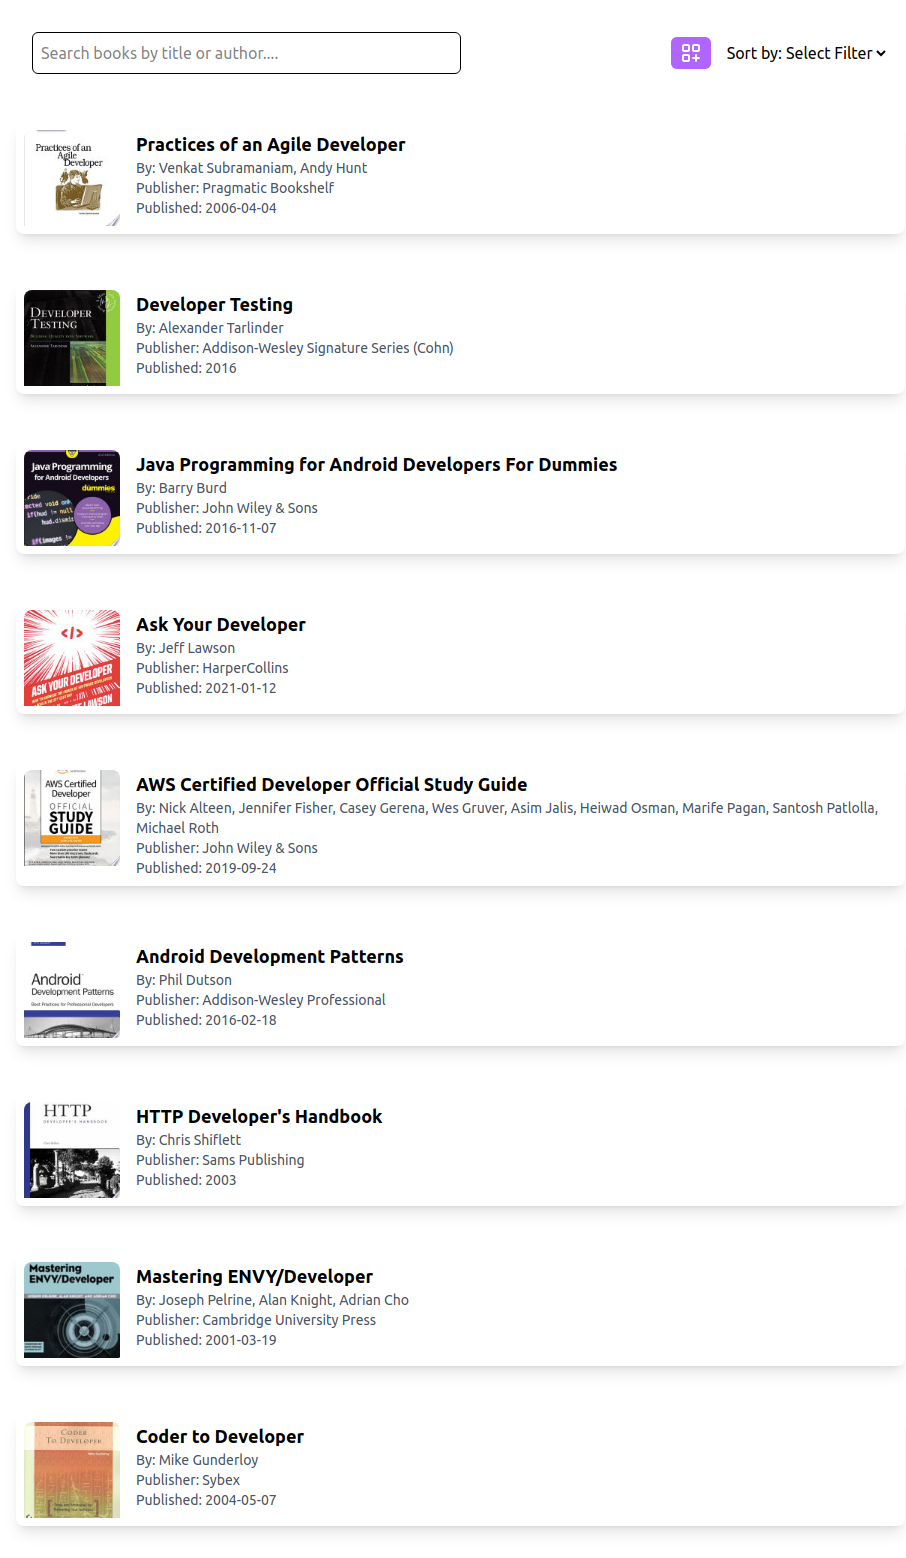 Search books by title or author....
Sort by: Select Filter
Practices of an
Agile
Developer
Practices of an Agile Developer
By: Venkat Subramaniam, Andy Hunt
Publisher: Pragmatic Bookshelf
Published: 2006-04-04
DEVELOPER
TESTING
Developer Testing
By: Alexander Tarlinder
Publisher: Addison-Wesley Signature Series (Cohn)
Published: 2016
Java Programming
for Android Developers
dummies
Java Programming for Android Developers For Dummies
By: Barry Burd
Publisher: John Wiley & Sons
Published: 2016-11-07
</>
ASK YOUR DEVELOPER
Ask Your Developer
By: Jeff Lawson
Publisher: HarperCollins
Published: 2021-01-12
AWS Certified
Developer
OFFICIAL
STUDY
GUIDE
AWS Certified Developer Official Study Guide
By: Nick Alteen, Jennifer Fisher, Casey Gerena, Wes Gruver, Asim Jalis, Heiwad Osman, Marife Pagan, Santosh Patlolla,
Michael Roth
Publisher: John Wiley & Sons
Published: 2019-09-24
Android
Development Patterns
Best Practices for Professional Developers
Android Development Patterns
By: Phil Dutson
Publisher: Addison-Wesley Professional
Published: 2016-02-18
HTTP
DEVELOPER'S HANDBOOK
HTTP Developer's Handbook
By: Chris Shiflett
Publisher: Sams Publishing
Published: 2003
Mastering
ENVY/Developer
Mastering ENVY/Developer
By: Joseph Pelrine, Alan Knight, Adrian Cho
Publisher: Cambridge University Press
Published: 2001-03-19
CODER
TO DEVELOPER
Coder to Developer
By: Mike Gunderloy
Publisher: Sybex
Published: 2004-05-07